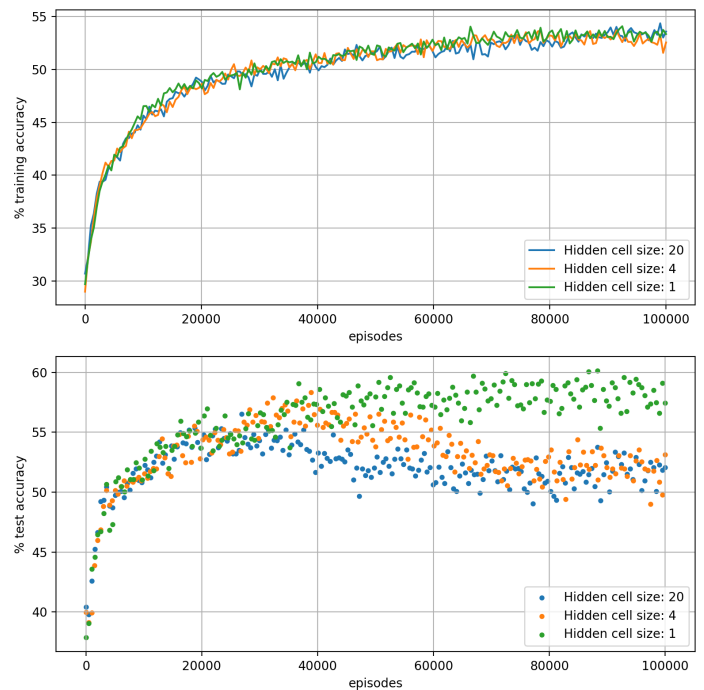 55
50
45
40
35
30
% training accuracy
Hidden cell size: 20
Hidden cell size: 4
Hidden cell size: 1
0 20000 40000 60000 80000 100000
episodes
60
55
50
45
40
% test accuracy
Hidden cell size: 20
Hidden cell size: 4
Hidden cell size: 1
0 20000 40000 60000 80000 100000
episodes